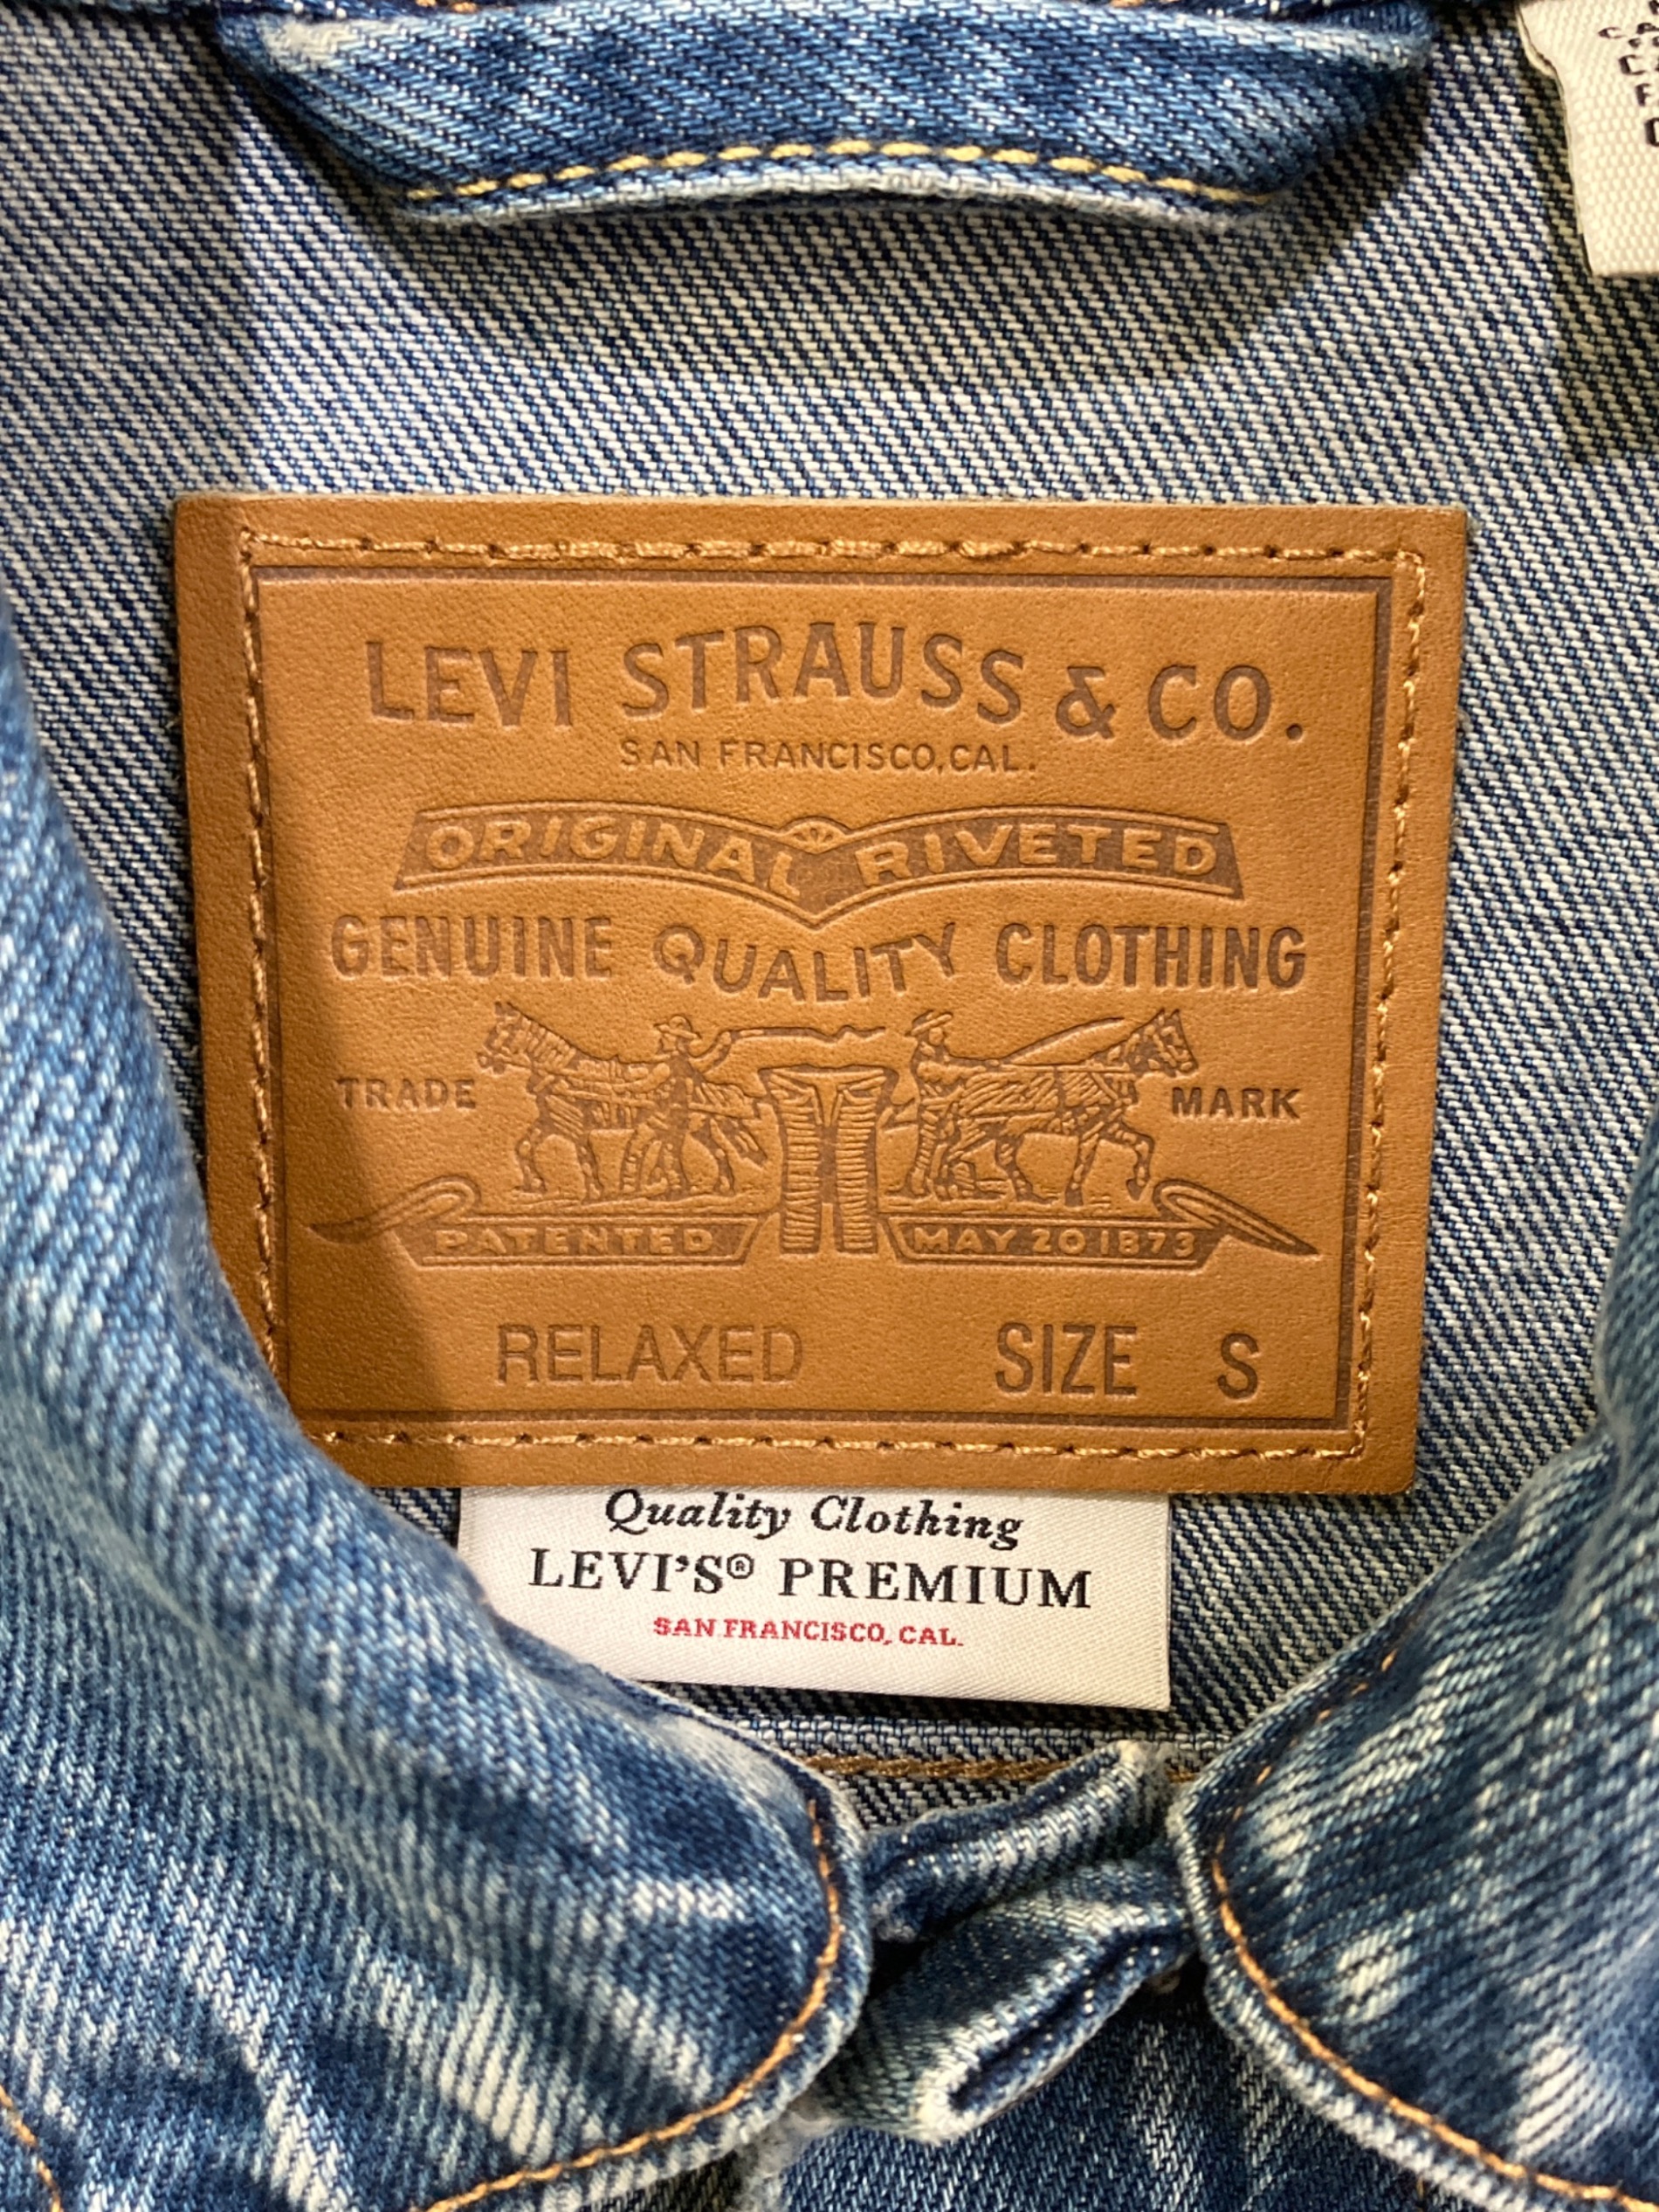 LEVI STRAUSS & CO.
SAN FRANCISCO, CAL.
ORIGINAL RIVETED
GENUINE QUALITY CLOTHING
TRADE MARK
PATENTED MAY 20 1873
RELAXED SIZE S
Quality Clothing
LEVI'S® PREMIUM
SAN FRANCISCO, CAL.